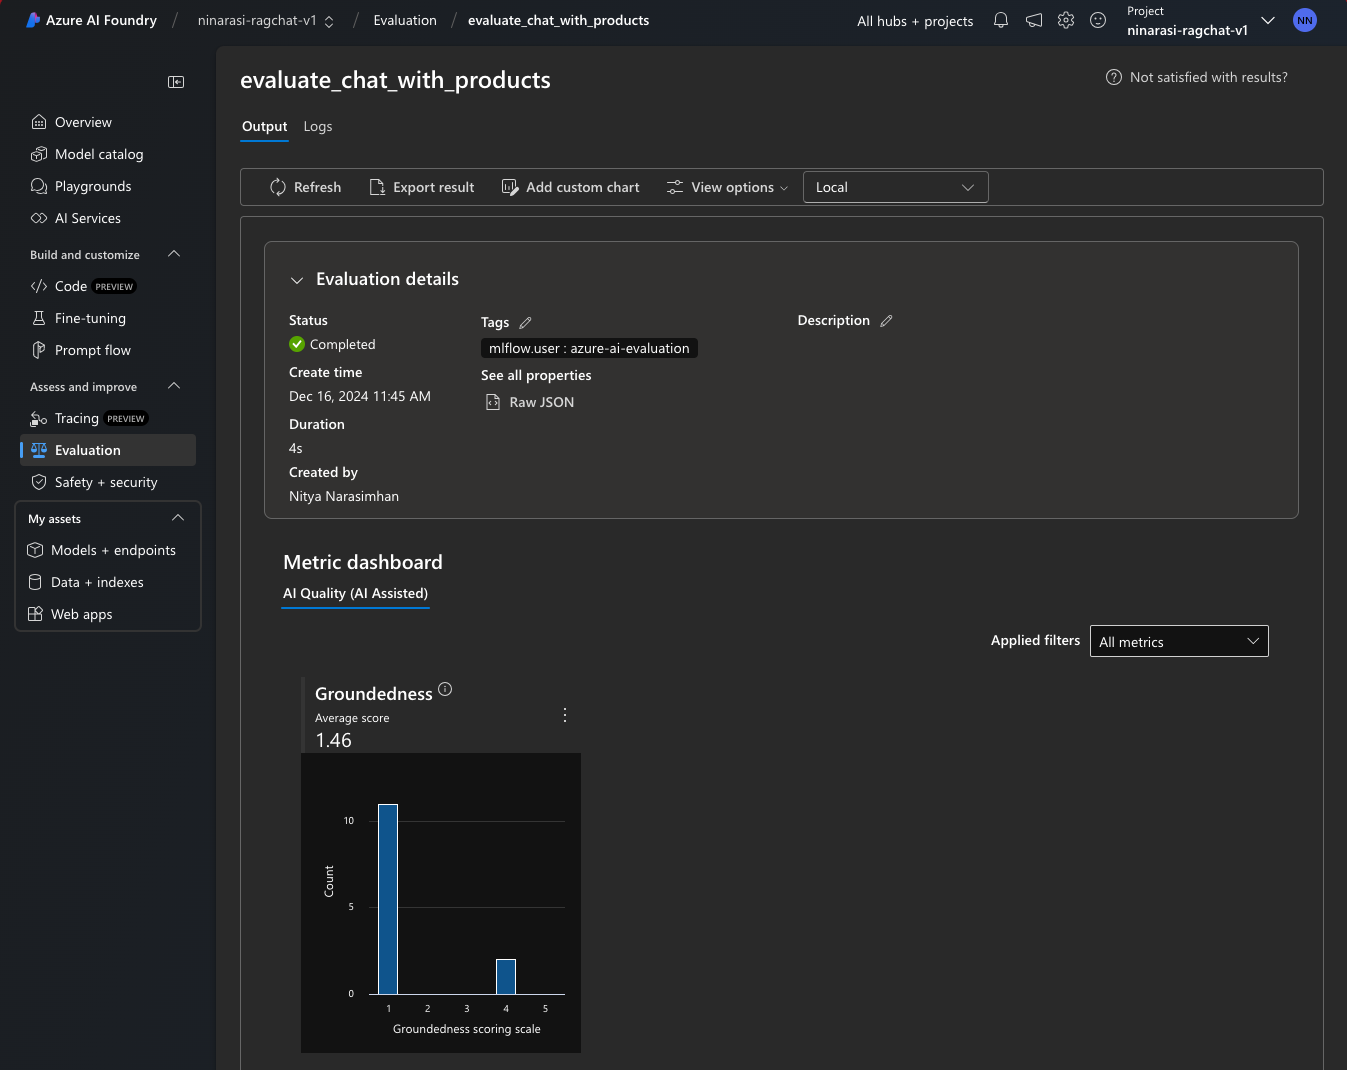 Azure AI Foundry / ninarasi-ragchat-v1 / Evaluation / evaluate_chat_with_products
All hubs + projects
Project
ninarasi-ragchat-v1
NN
Overview
Model catalog
Playgrounds
AI Services
Build and customize
Code PREVIEW
Fine-tuning
Prompt flow
Assess and improve
Tracing PREVIEW
Evaluation
Safety + security
My assets
Models + endpoints
Data + indexes
Web apps
evaluate_chat_with_products
Not satisfied with results?
Output Logs
Refresh Export result Add custom chart View options Local
Evaluation details
Status
Completed
Create time
Dec 16, 2024 11:45 AM
Duration
4s
Created by
Nitya Narasimhan
Tags
mlflow.user : azure-ai-evaluation
See all properties
Raw JSON
Description
Metric dashboard
AI Quality (AI Assisted)
Applied filters All metrics
Groundedness
Average score
1.46
10
5
0
Count
1 2 3 4 5
Groundedness scoring scale